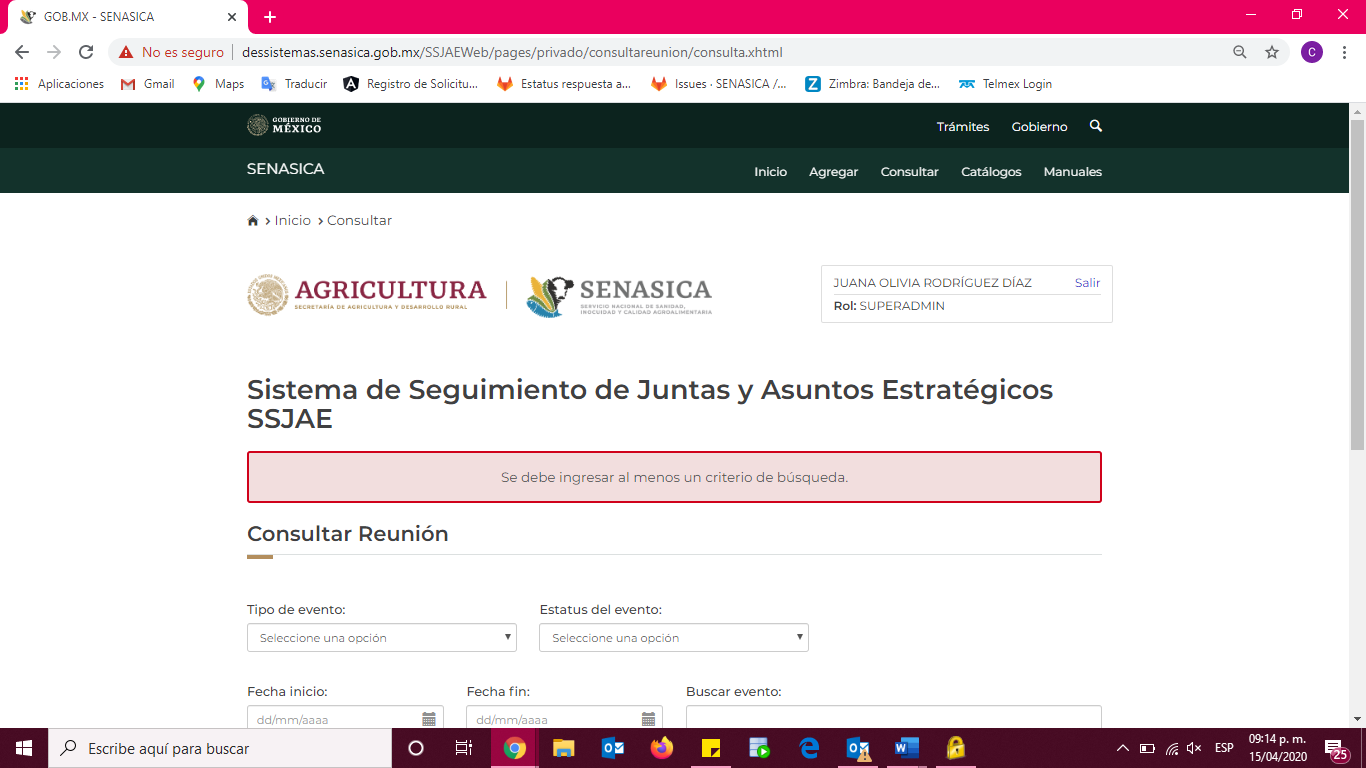 GOB.MX - SENASICA
No es seguro
dessistemas.senasica.gob.mx/SSJAEWeb/pages/privado/consultareunion/consulta.xhtml
C
Aplicaciones
Gmail
Maps
Traducir
Registro de Solicitu...
Estatus respuesta a...
Issues · SENASICA /...
Zimbra: Bandeja de...
Telmex Login
GOBIERNO DE
MÉXICO
Trámites
Gobierno
SENASICA
Inicio
Agregar
Consultar
Catálogos
Manuales
Inicio
Consultar
AGRICULTURA
SECRETARÍA DE AGRICULTURA Y DESARROLLO RURAL
SENASICA
SERVICIO NACIONAL DE SANIDAD,
INOCUIDAD Y CALIDAD AGROALIMENTARIA
JUANA OLIVIA RODRÍGUEZ DÍAZ
Salir
Rol: SUPERADMIN
Sistema de Seguimiento de Juntas y Asuntos Estratégicos
SSJAE
Se debe ingresar al menos un criterio de búsqueda.
Consultar Reunión
Tipo de evento:
Estatus del evento:
Seleccione una opción
Seleccione una opción
Fecha inicio:
Fecha fin:
Buscar evento:
dd/mm/aaaa
dd/mm/aaaa
Escribe aquí para buscar
ESP
09:14 p. m.
15/04/2020
25